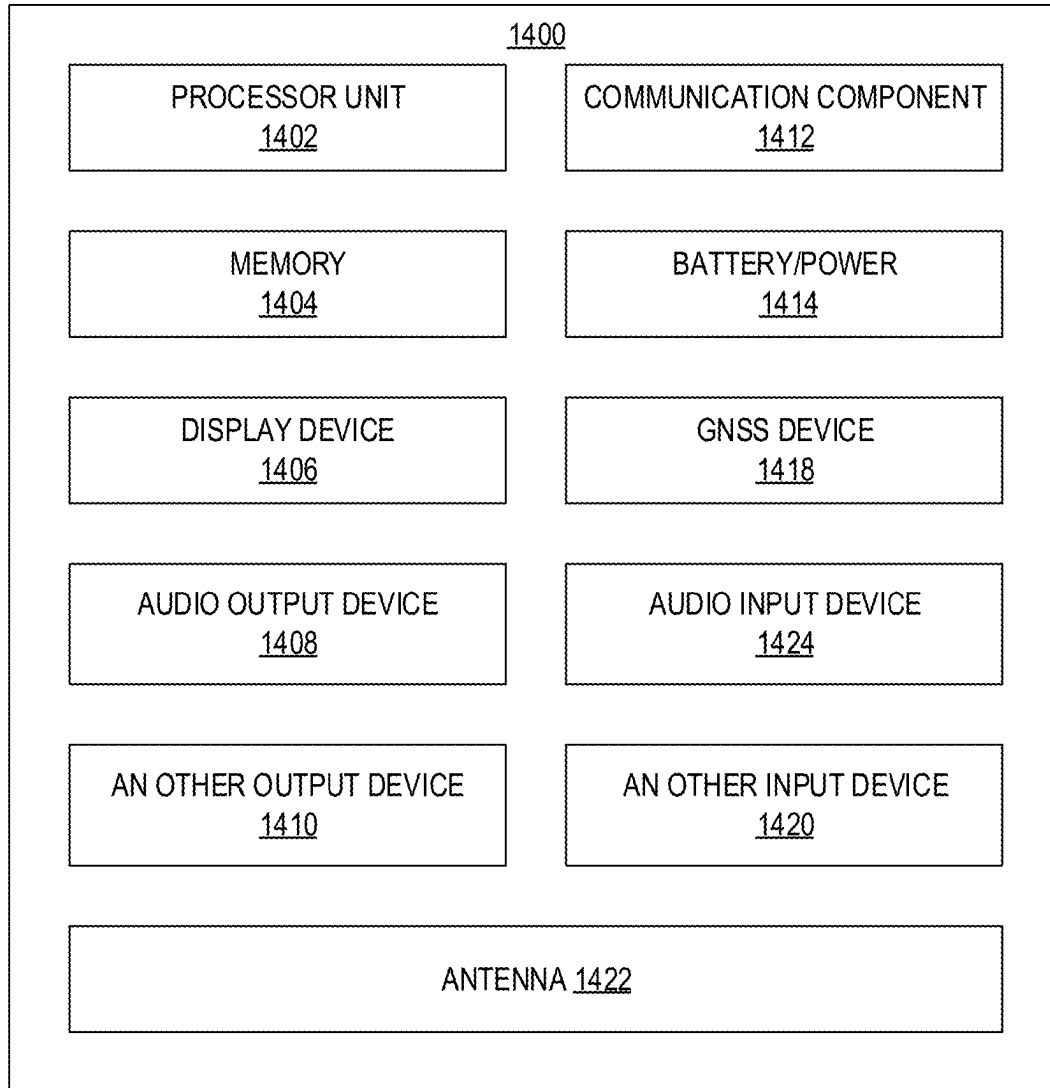 1400
PROCESSOR UNIT
1402
COMMUNICATION COMPONENT
1412
MEMORY
1404
BATTERY/POWER
1414
DISPLAY DEVICE
1406
GNSS DEVICE
1418
AUDIO OUTPUT DEVICE
1408
AUDIO INPUT DEVICE
1424
AN OTHER OUTPUT DEVICE
1410
AN OTHER INPUT DEVICE
1420
ANTENNA 1422